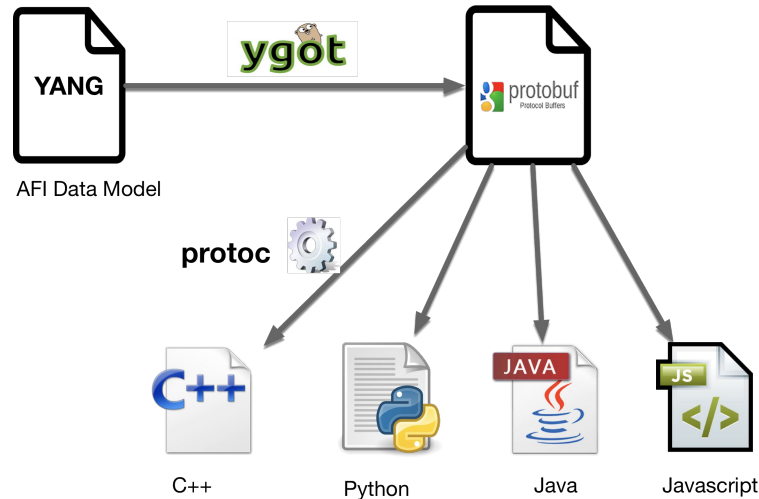 ygot
YANG
protobuf
Protocol Buffers
AFI Data Model
protoc
C++
JAVA
JS
</>
C++
Python
Java
Javascript